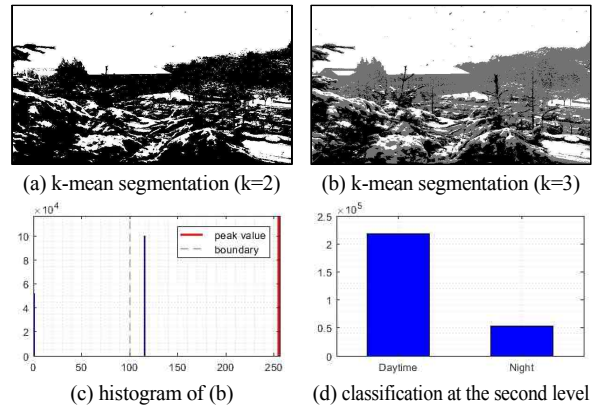 (a) k-mean segmentation (k=2)
(b) k-mean segmentation (k=3)
×10⁴
10
8
6
4
2
0
0
50
100
150
200
250
peak value
boundary
(c) histogram of (b)
×10⁵
2.5
2
1.5
1
0.5
0
Daytime
Night
(d) classification at the second level